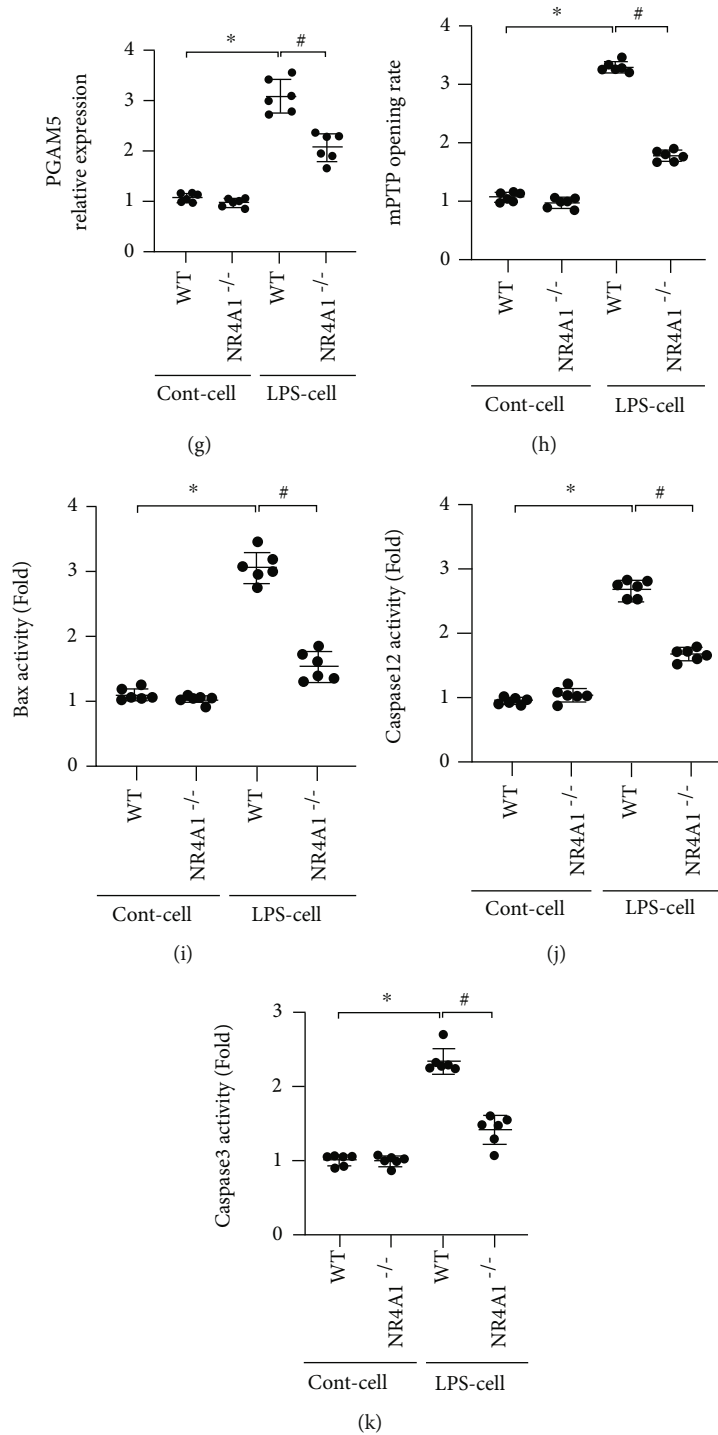 * #
4
3
2
1
0
PGAM5
relative expression
WT
NR4A1 -/-
WT
NR4A1 -/-
Cont-cell LPS-cell
(g)
* #
4
3
2
1
0
mPTP opening rate
WT
NR4A1 -/-
WT
NR4A1 -/-
Cont-cell LPS-cell
(h)
* #
4
3
2
1
0
Bax activity (Fold)
WT
NR4A1 -/-
WT
NR4A1 -/-
Cont-cell LPS-cell
(i)
* #
4
3
2
1
0
Caspase12 activity (Fold)
WT
NR4A1 -/-
WT
NR4A1 -/-
Cont-cell LPS-cell
(j)
* #
3
2
1
0
Caspase3 activity (Fold)
WT
NR4A1 -/-
WT
NR4A1 -/-
Cont-cell LPS-cell
(k)